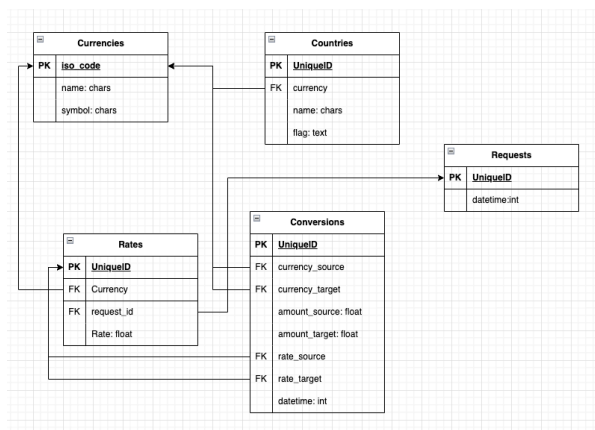 Currencies
PK iso_code
name: chars
symbol: chars
Countries
PK UniqueID
FK currency
name: chars
flag: text
Requests
PK UniqueID
datetime:int
Rates
PK UniqueID
FK Currency
FK request_id
Rate: float
Conversions
PK UniqueID
FK currency_source
FK currency_target
amount_source: float
amount_target: float
FK rate_source
FK rate_target
datetime: int